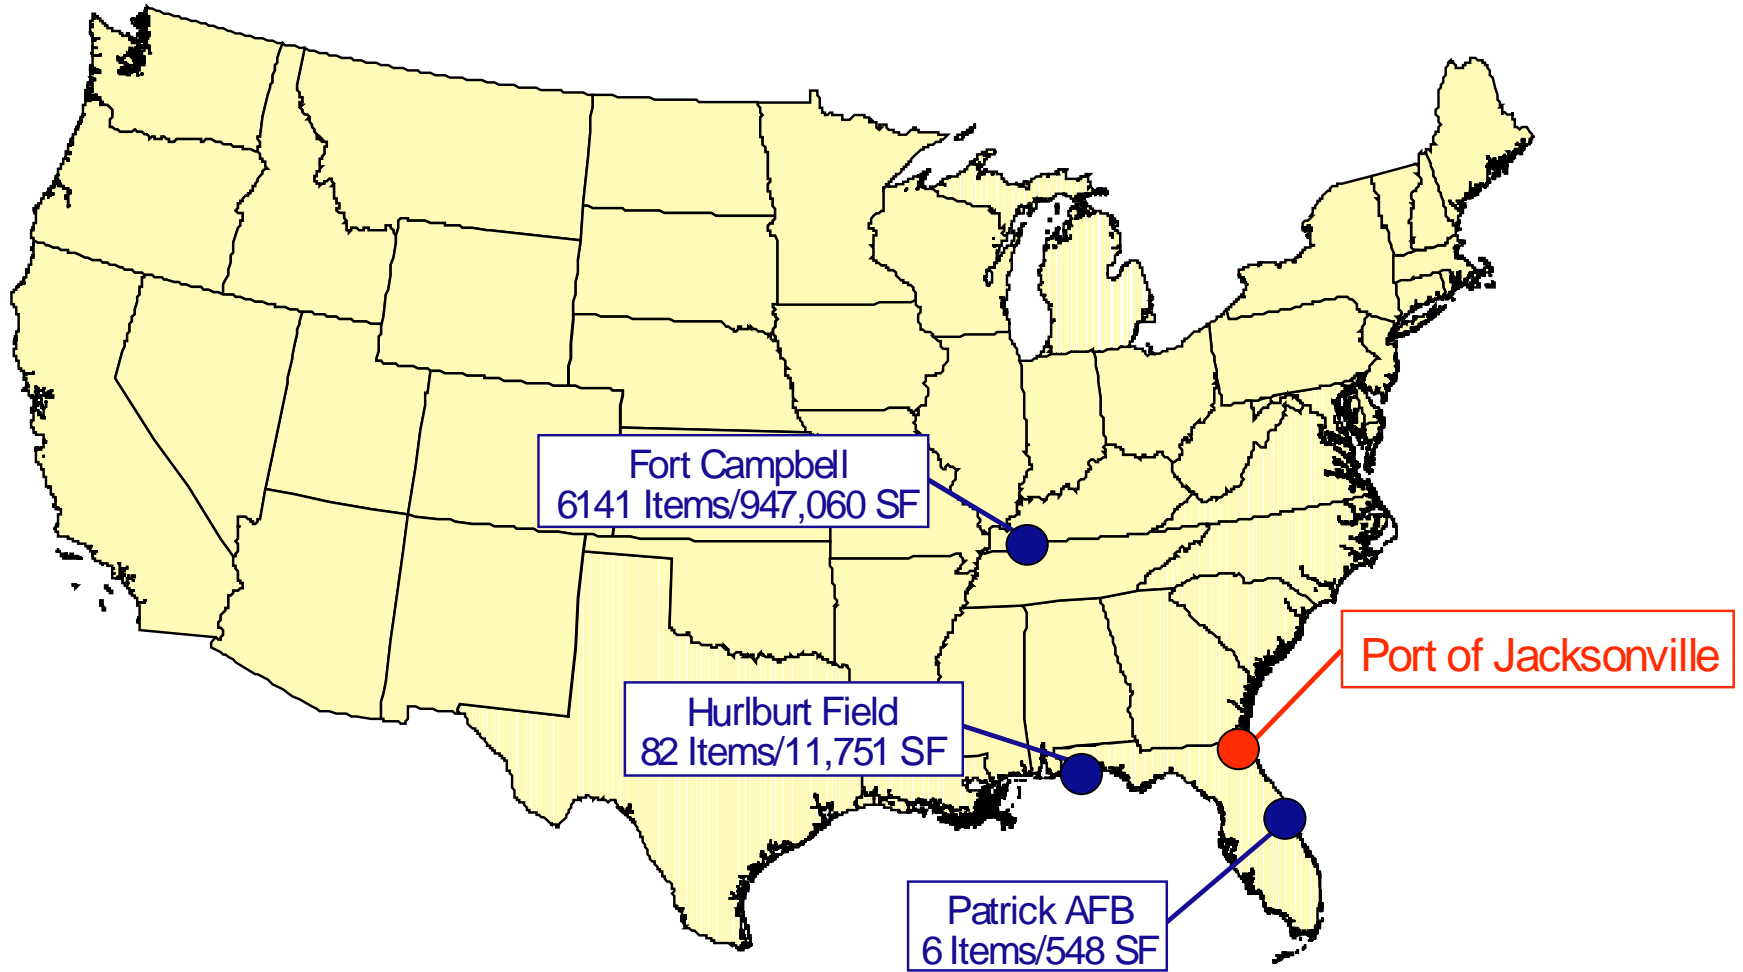 Fort Campbell
6141 Items/947,060 SF
Port of Jacksonville
Hurlburt Field
82 Items/11,751 SF
Patrick AFB
6 Items/548 SF